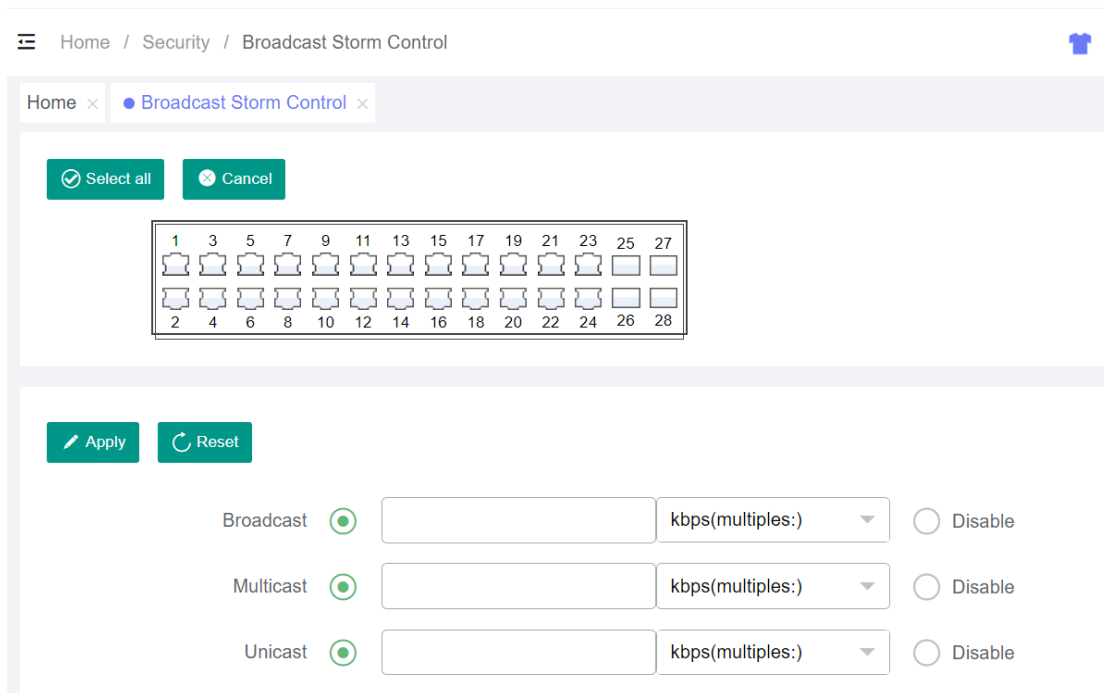 Home / Security / Broadcast Storm Control
Home × Broadcast Storm Control ×
Select all Cancel
1 3 5 7 9 11 13 15 17 19 21 23 25 27
2 4 6 8 10 12 14 16 18 20 22 24 26 28
Apply Reset
Broadcast kbps(multiples:) Disable
Multicast kbps(multiples:) Disable
Unicast kbps(multiples:) Disable